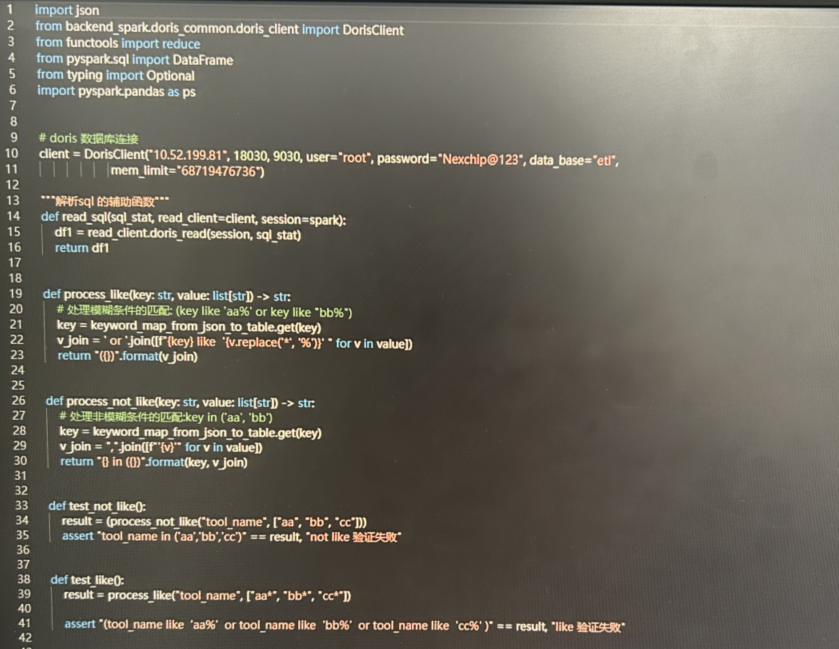 1 import json
2 from backend_spark.doris_common.doris_client import DorisClient
3 from functools import reduce
4 from pyspark.sql import DataFrame
5 from typing import Optional
6 import pyspark.pandas as ps
7
8
9 # doris 数据库连接
10 client = DorisClient("10.52.199.81", 18030, 9030, user="root", password="Nexchip@123", data_base="etl",
11 mem_limit="68719476736")
12
13 """解析sql 的辅助函数"""
14 def read_sql(sql_stat, read_client=client, session=spark):
15 df1 = read_client.doris_read(session, sql_stat)
16 return df1
17
18
19 def process_like(key: str, value: list[str]) -> str:
20 # 处理模糊条件的匹配: (key like 'aa%' or key like "bb%")
21 key = keyword_map_from_json_to_table.get(key)
22 v_join = ' or '.join([f"{key} like '{v.replace('*', '%')}' " for v in value])
23 return "({})".format(v_join)
24
25
26 def process_not_like(key: str, value: list[str]) -> str:
27 # 处理非模糊条件的匹配:key in ('aa', 'bb')
28 key = keyword_map_from_json_to_table.get(key)
29 v_join = ",".join([f"'{v}'" for v in value])
30 return "{} in ({})".format(key, v_join)
31
32
33 def test_not_like():
34 result = (process_not_like("tool_name", ["aa", "bb", "cc"]))
35 assert "tool_name in ('aa','bb','cc')" == result, "not like 验证失败"
36
37
38 def test_like():
39 result = process_like("tool_name", ["aa*", "bb*", "cc*"])
40
41 assert "(tool_name like 'aa%' or tool_name like 'bb%' or tool_name like 'cc%' )" == result, "like 验证失败"
42